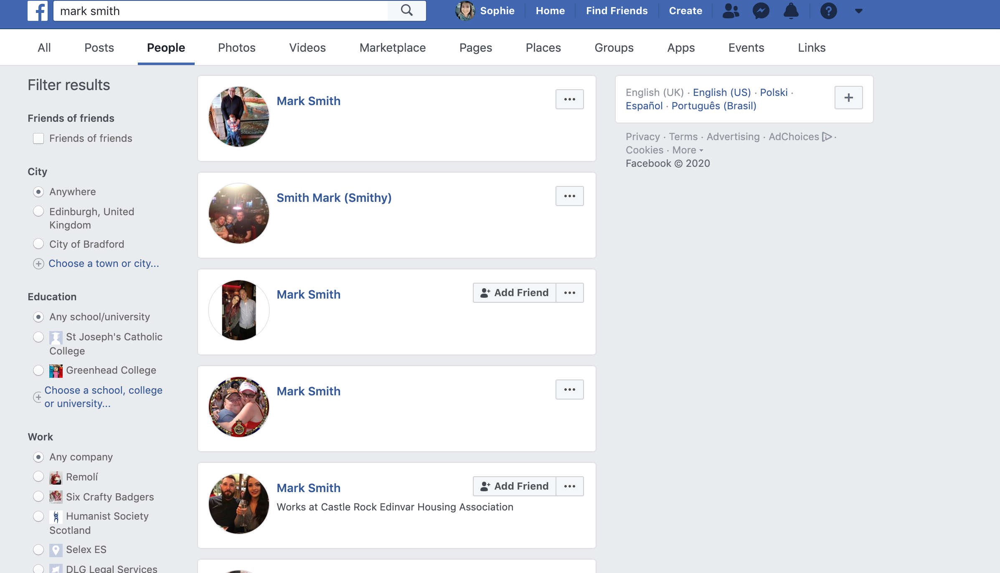 mark smith
Sophie
Home
Find Friends
Create
All
Posts
People
Photos
Videos
Marketplace
Pages
Places
Groups
Apps
Events
Links
Filter results
Friends of friends
Friends of friends
City
Anywhere
Edinburgh, United
Kingdom
City of Bradford
Choose a town or city...
Education
Any school/university
St Joseph's Catholic
College
Greenhead College
Choose a school, college
or university...
Work
Any company
Remolí
Six Crafty Badgers
Humanist Society
Scotland
Selex ES
DLG Legal Services
Mark Smith
Smith Mark (Smithy)
Mark Smith
Add Friend
Mark Smith
Mark Smith
Add Friend
Works at Castle Rock Edinvar Housing Association
English (UK) · English (US) · Polski ·
Español · Português (Brasil)
Privacy · Terms · Advertising · AdChoices ·
Cookies · More
Facebook © 2020